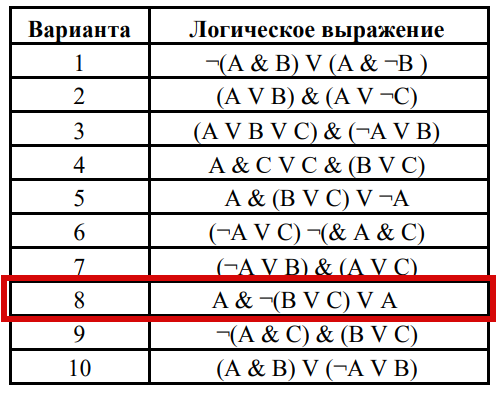 Варианта Логическое выражение
1 ¬(A & B) V (A & ¬B )
2 (A V B) & (A V ¬C)
3 (A V B V C) & (¬A V B)
4 A & C V C & (B V C)
5 A & (B V C) V ¬A
6 (¬A V C) ¬(& A & C)
7 (¬A V B) & (A V C)
8 A & ¬(B V C) V A
9 ¬(A & C) & (B V C)
10 (A & B) V (¬A V B)